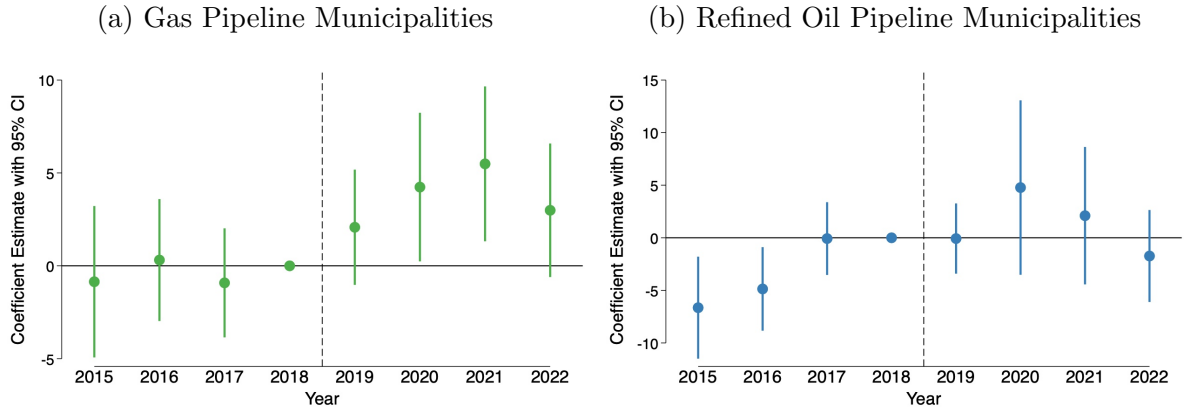 (a) Gas Pipeline Municipalities
Coefficient Estimate with 95% CI
10
5
0
-5
2015 2016 2017 2018 2019 2020 2021 2022
Year
(b) Refined Oil Pipeline Municipalities
Coefficient Estimate with 95% CI
15
10
5
0
-5
-10
2015 2016 2017 2018 2019 2020 2021 2022
Year